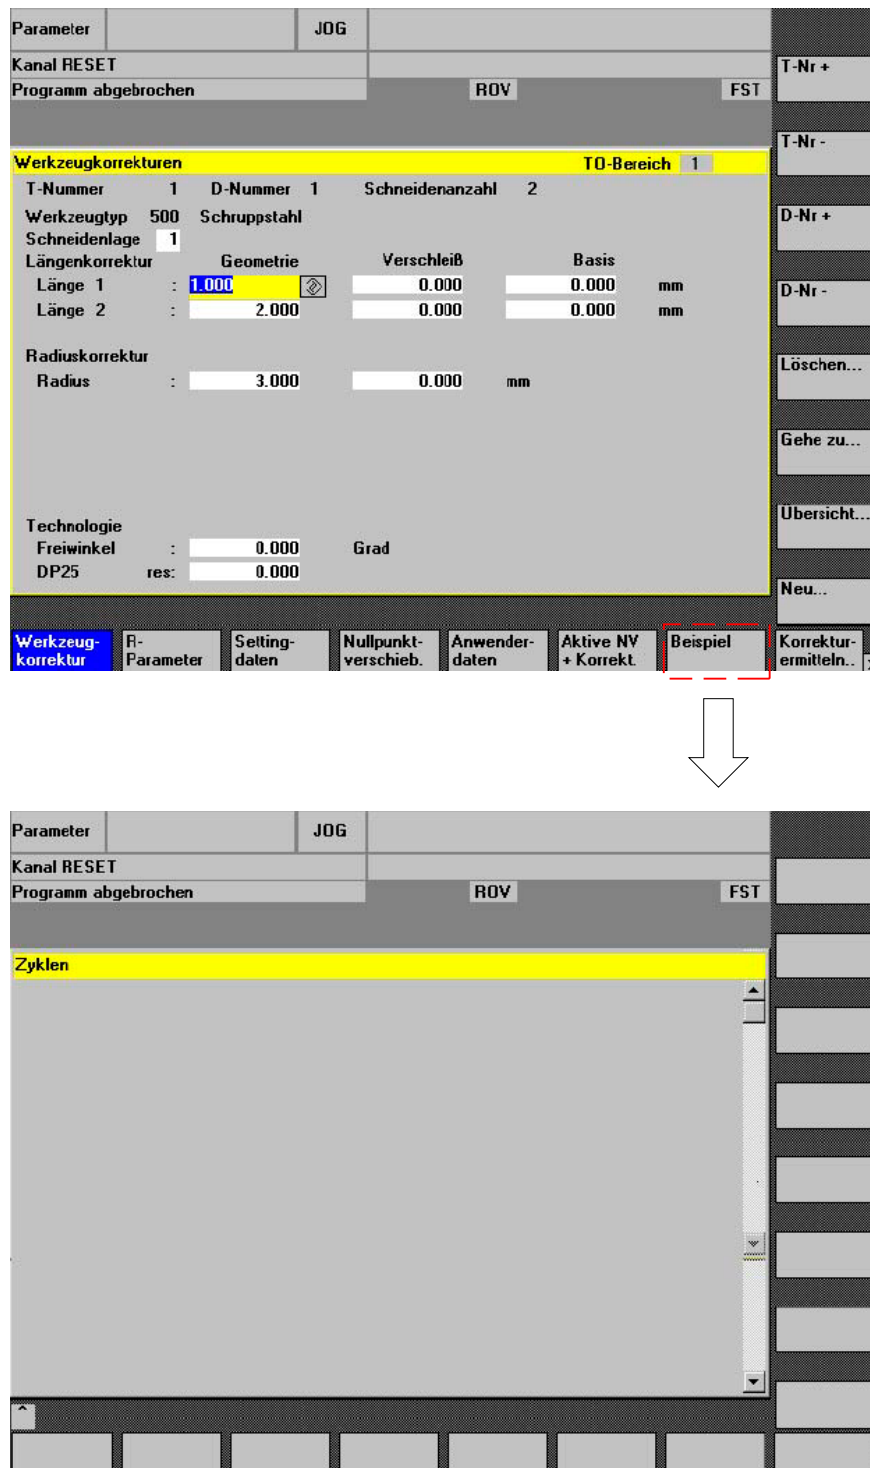 Parameter JOG
Kanal RESET
Programm abgebrochen ROV FST
Werkzeugkorrekturen TO-Bereich 1
T-Nummer 1 D-Nummer 1 Schneidenanzahl 2
Werkzeugtyp 500 Schruppstahl
Schneidenlage 1
Längenkorrektur Geometrie Verschleiß Basis
Länge 1 : 1.000 0.000 0.000 mm
Länge 2 : 2.000 0.000 0.000 mm
Radiuskorrektur
Radius : 3.000 0.000 mm
Technologie
Freiwinkel : 0.000 Grad
DP25 res: 0.000
T-Nr +
T-Nr -
D-Nr +
D-Nr -
Löschen...
Gehe zu...
Übersicht...
Neu...
Werkzeug-
korrektur
R-
Parameter
Setting-
daten
Nullpunkt-
verschieb.
Anwender-
daten
Aktive NV
+ Korrekt.
Beispiel
Korrektur-
ermitteln..
Parameter JOG
Kanal RESET
Programm abgebrochen ROV FST
Zyklen
^